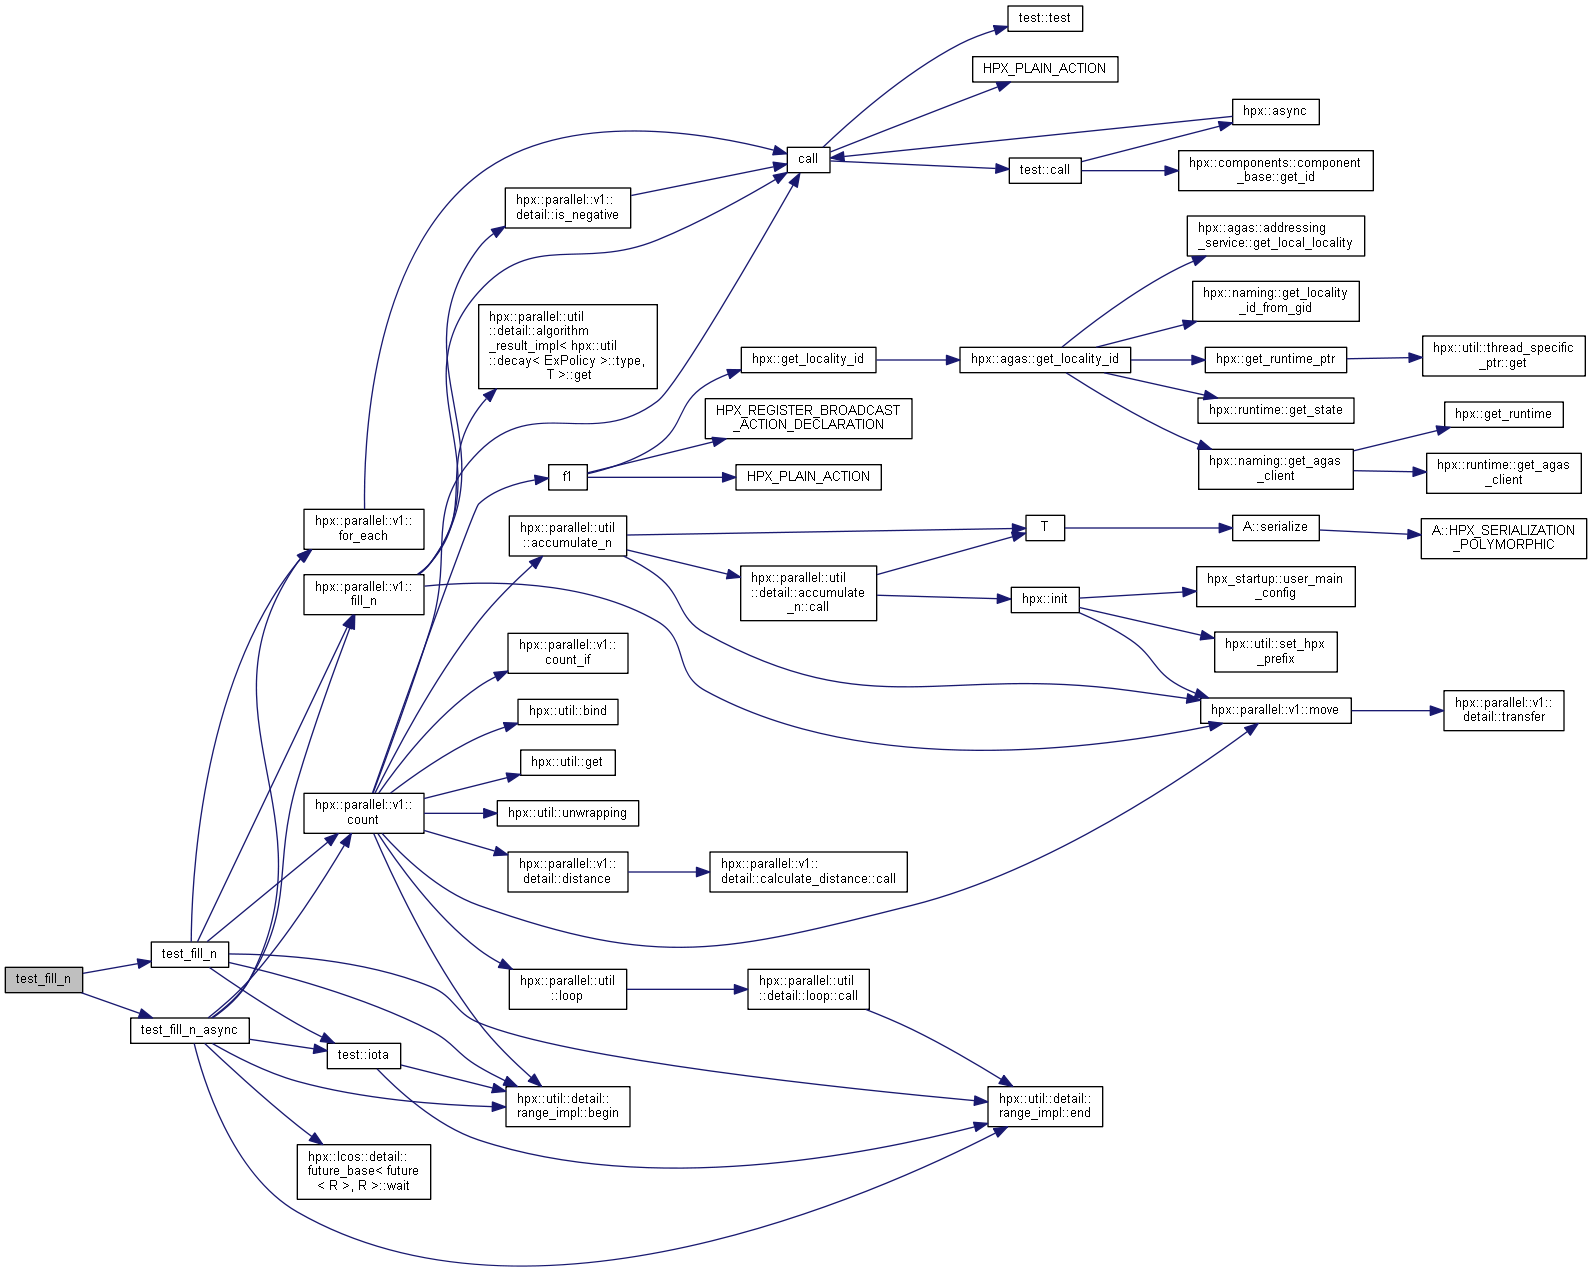 test::test
HPX_PLAIN_ACTION
hpx::async
call
test::call
hpx::components::component
_base::get_id
hpx::parallel::v1::
detail::is_negative
hpx::agas::addressing
_service::get_local_locality
hpx::naming::get_locality
_id_from_gid
hpx::parallel::util
::detail::algorithm
_result_impl< hpx::util
::decay< ExPolicy >::type,
T >::get
hpx::get_locality_id
hpx::agas::get_locality_id
hpx::get_runtime_ptr
hpx::util::thread_specific
_ptr::get
hpx::runtime::get_state
HPX_REGISTER_BROADCAST
_ACTION_DECLARATION
hpx::get_runtime
hpx::naming::get_agas
_client
hpx::runtime::get_agas
_client
f1
HPX_PLAIN_ACTION
hpx::parallel::v1::
for_each
hpx::parallel::util
::accumulate_n
T
A::serialize
A::HPX_SERIALIZATION
_POLYMORPHIC
hpx::parallel::v1::
fill_n
hpx::parallel::util
::detail::accumulate
_n::call
hpx::init
hpx_startup::user_main
_config
hpx::util::set_hpx
_prefix
hpx::parallel::v1::
count_if
hpx::util::bind
hpx::parallel::v1::move
hpx::parallel::v1::
detail::transfer
hpx::util::get
hpx::parallel::v1::
count
hpx::util::unwrapping
hpx::parallel::v1::
detail::distance
hpx::parallel::v1::
detail::calculate_distance::call
test_fill_n
test_fill_n
hpx::parallel::util
::loop
hpx::parallel::util
::detail::loop::call
test_fill_n_async
test::iota
hpx::util::detail::
range_impl::begin
hpx::util::detail::
range_impl::end
hpx::lcos::detail::
future_base< future
< R >, R >::wait